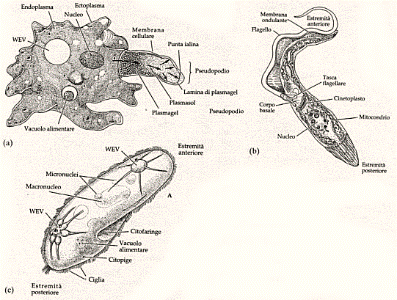 Endoplasma
Ectoplasma
Nucleo
WEV
Membrana
cellulare
Punta ialina
Pseudopodio
Lamina di plasmagel
Plasmasol
Plasmagel
Pseudopodio
Vacuolo alimentare
(a)
Membrana
ondulante
Estremità
anteriore
Flagello
Tasca
flagellare
Cinetoplasto
Corpo
basale
Mitocondrio
Nucleo
Estremità
posteriore
(b)
WEV
Estremità
anteriore
Micronuclei
Macronucleo
A
WEV
Citofaringe
Vacuolo
alimentare
Citopige
Ciglia
Estremità
posteriore
(c)